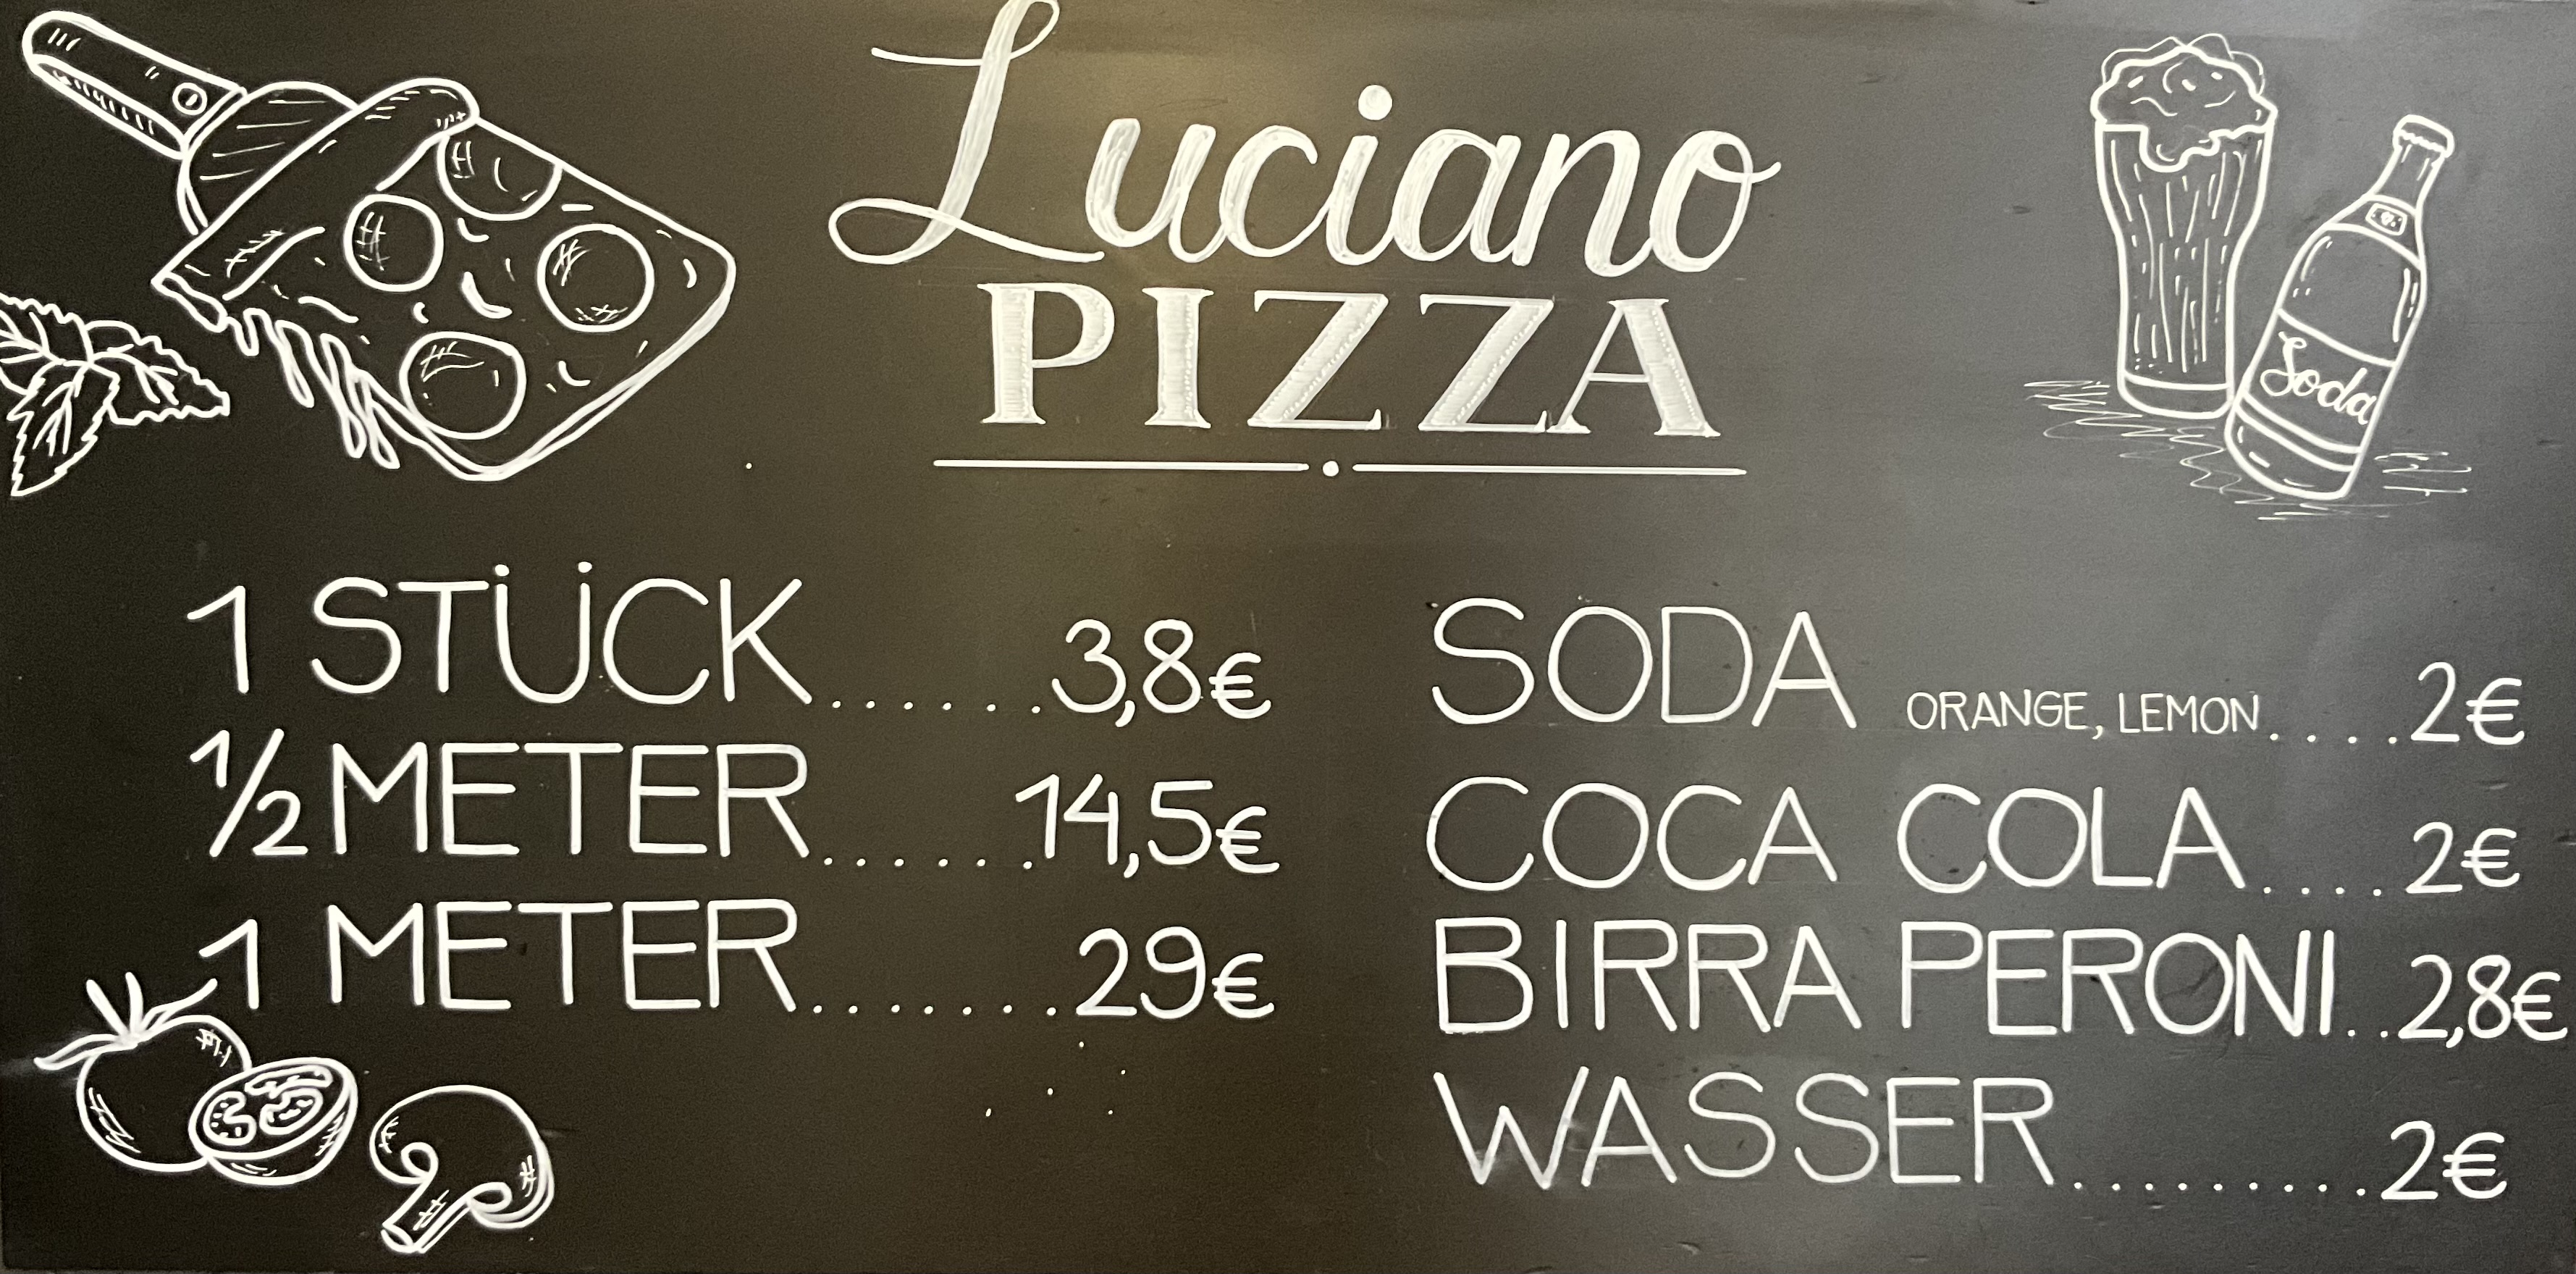 Luciano
PIZZA
Soda
1 STÜCK......3,8€
½ METER......14,5€
1 METER.......29€
SODA ORANGE, LEMON....2€
COCA COLA....2€
BIRRA PERONI..2,8€
WASSER.........2€